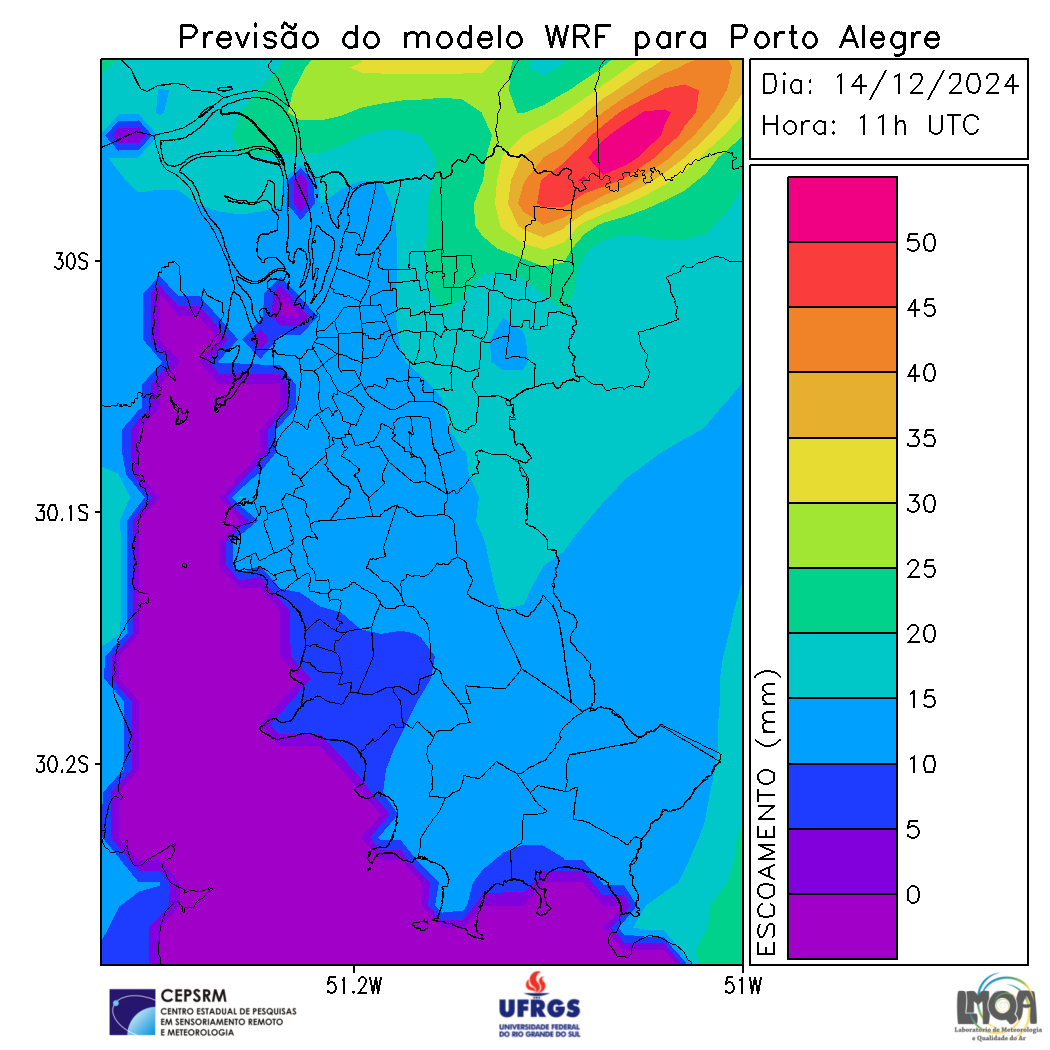 Previsão do modelo WRF para Porto Alegre
Dia: 14/12/2024
Hora: 11h UTC
50
45
40
35
30
25
20
15
10
5
0
ESCOAMENTO (mm)
30S
30.1S
30.2S
51.2W
51W
CEPSRM
CENTRO ESTADUAL DE PESQUISAS
EM SENSORIAMENTO REMOTO
E METEOROLOGIA
UFRGS
UNIVERSIDADE FEDERAL
DO RIO GRANDE DO SUL
LMQA
Laboratório de Meteorologia
e Qualidade do Ar